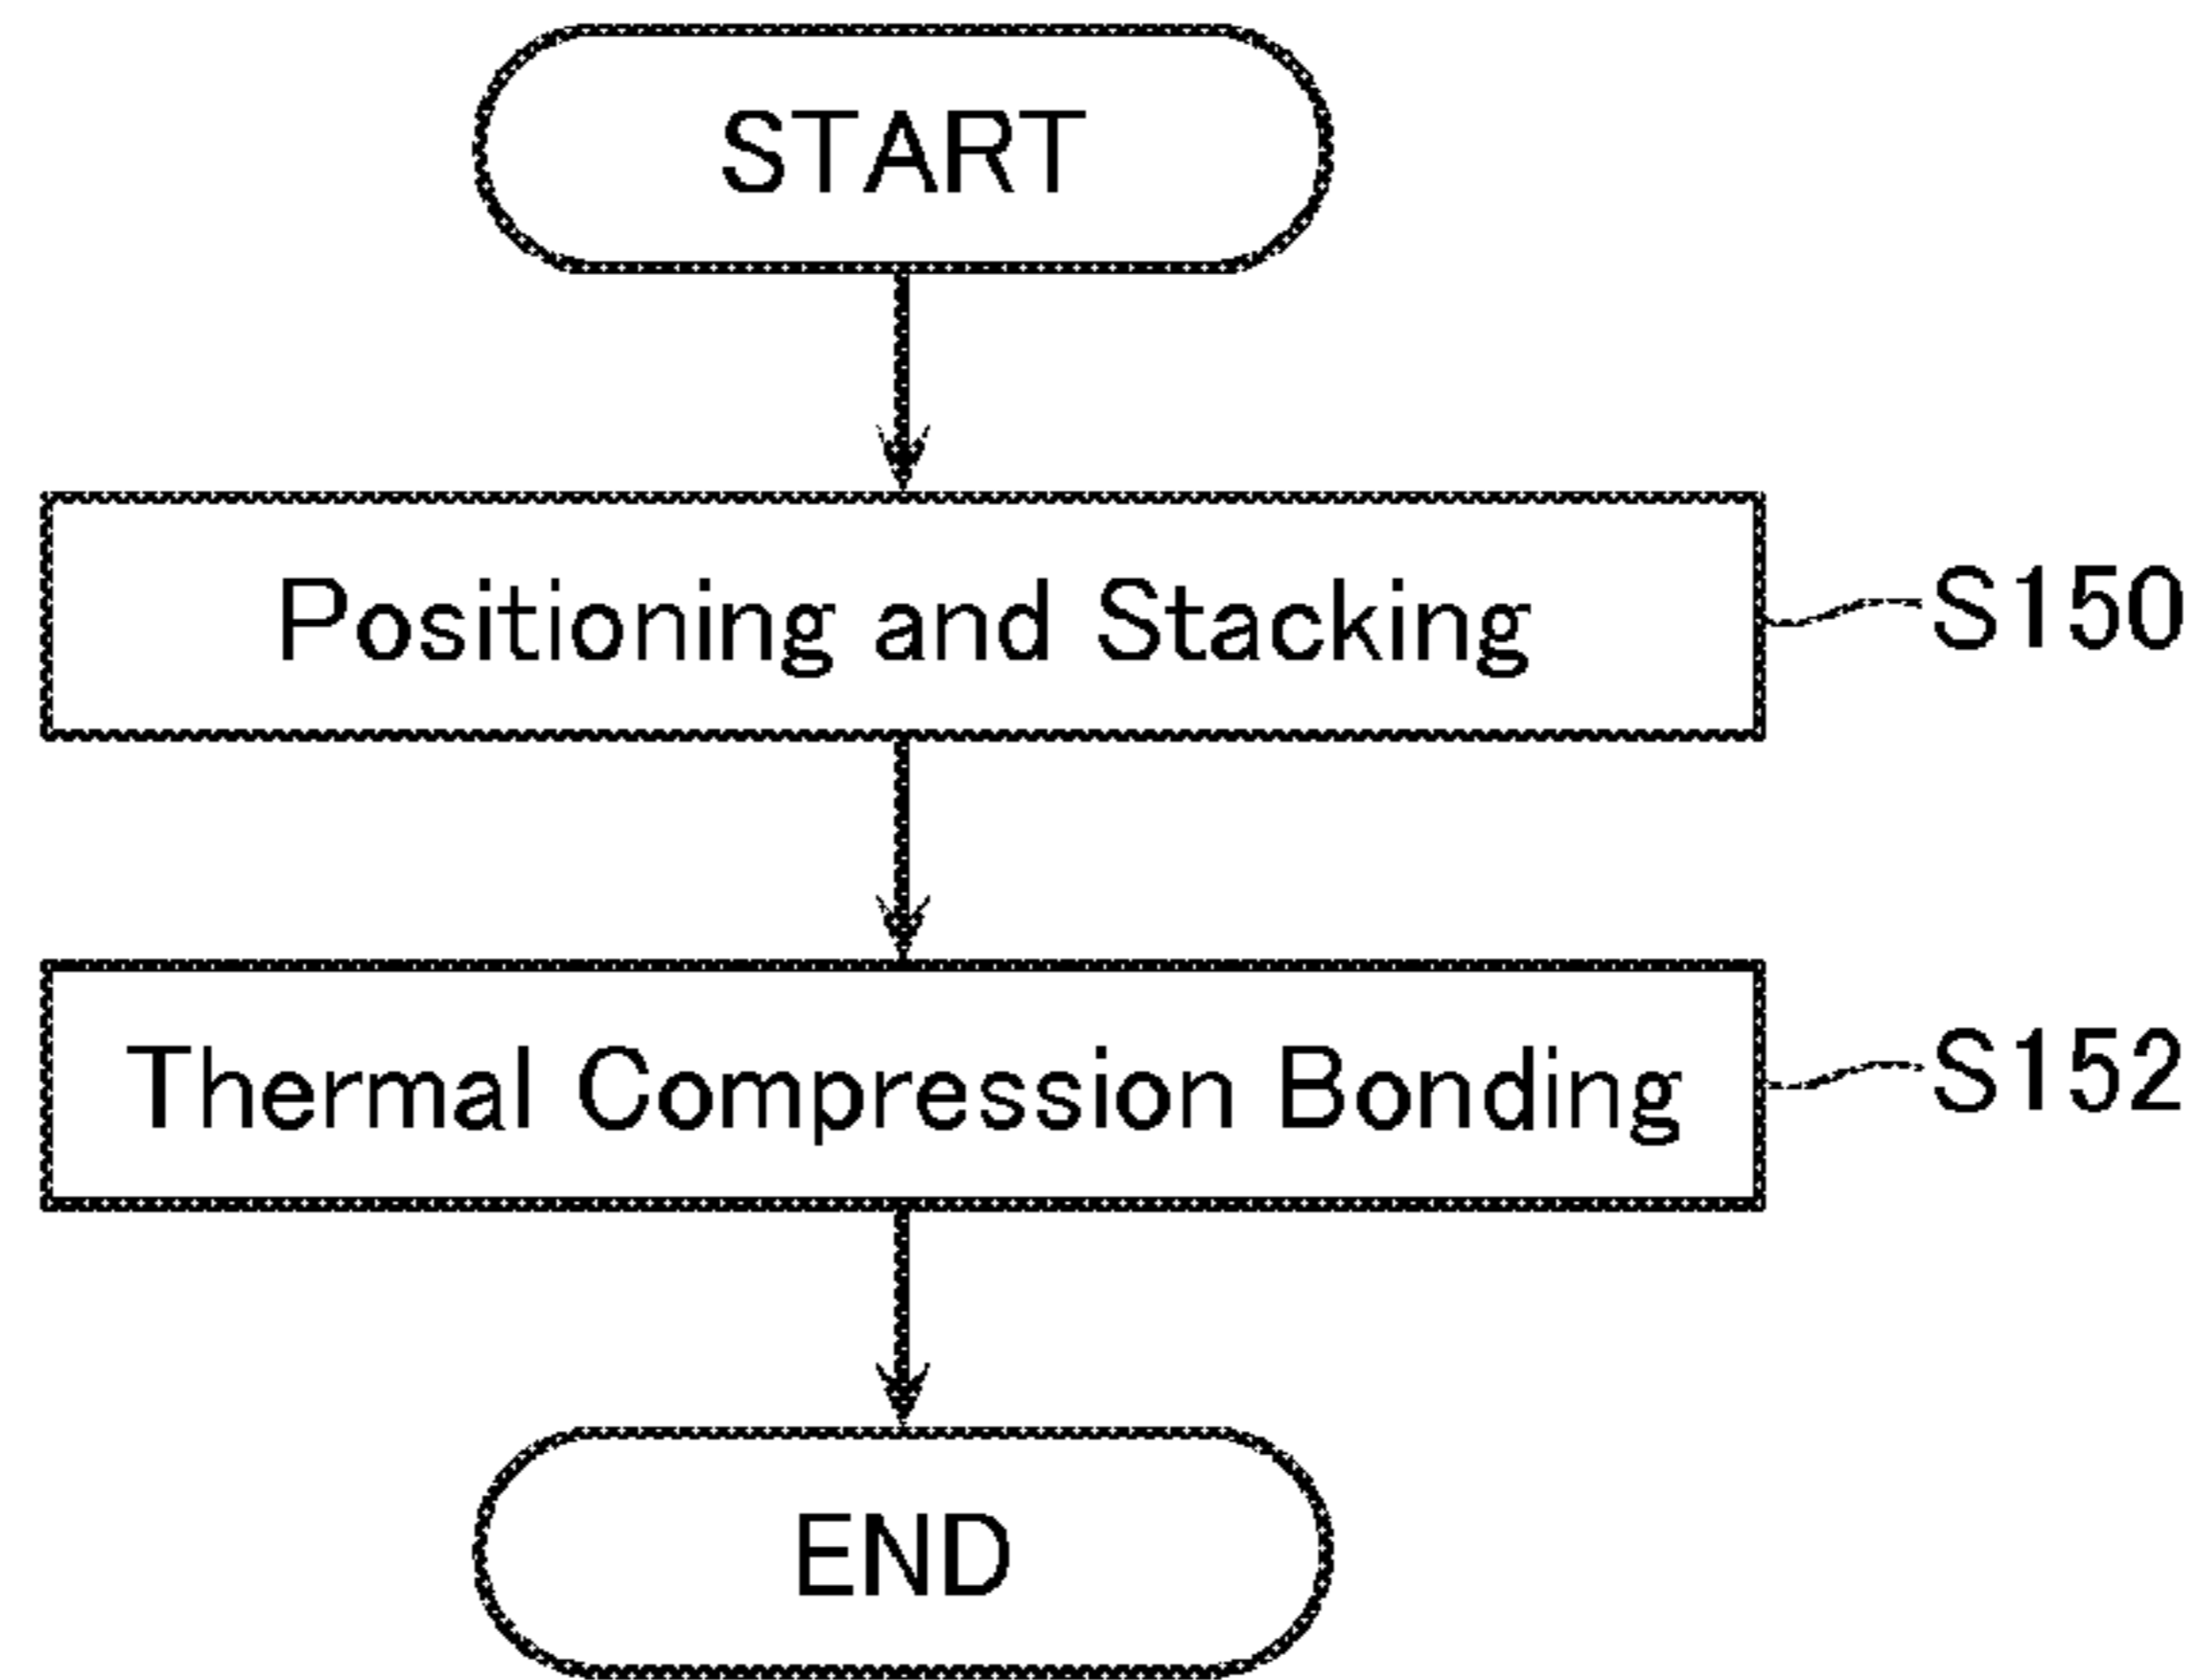 START
Positioning and Stacking
S150
Thermal Compression Bonding
S152
END